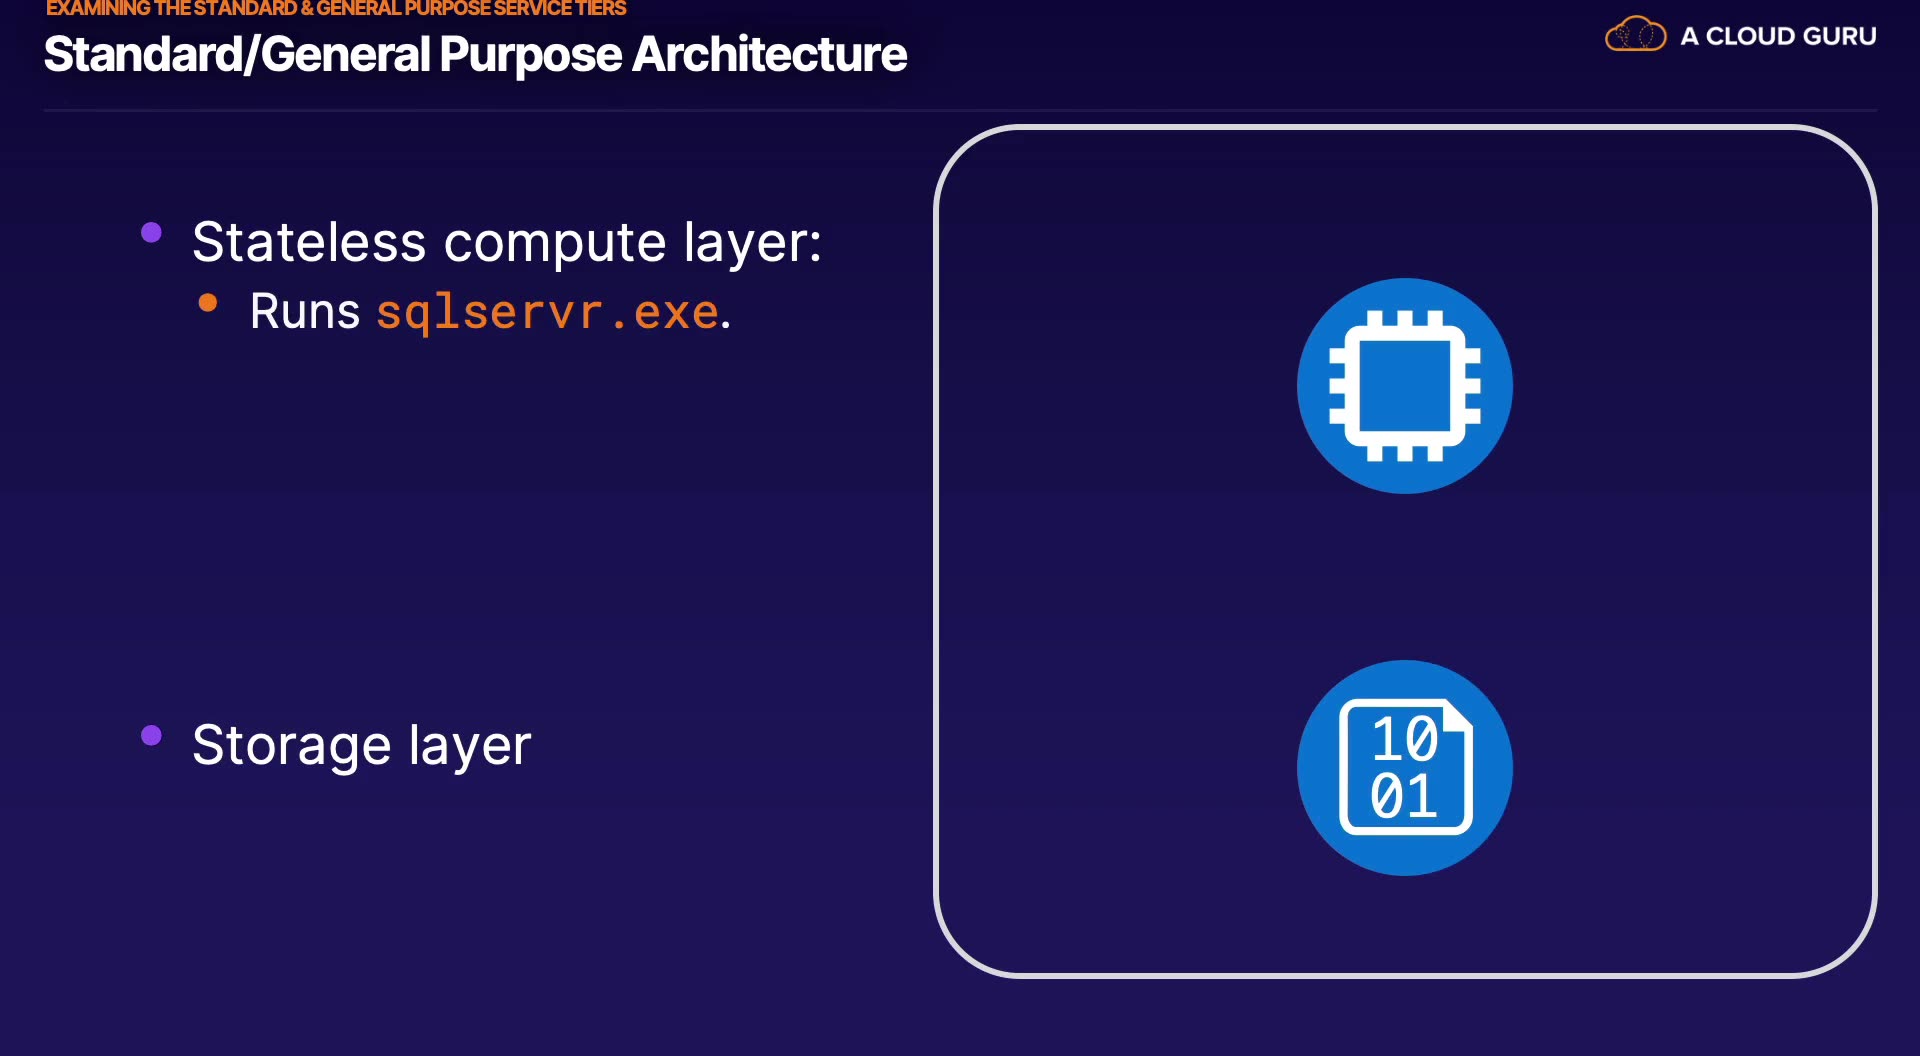 EXAMINING THE STANDARD & GENERAL PURPOSE SERVICE TIERS
Standard/General Purpose Architecture
A CLOUD GURU
Stateless compute layer:
Runs sqlservr.exe.
Storage layer
10
01